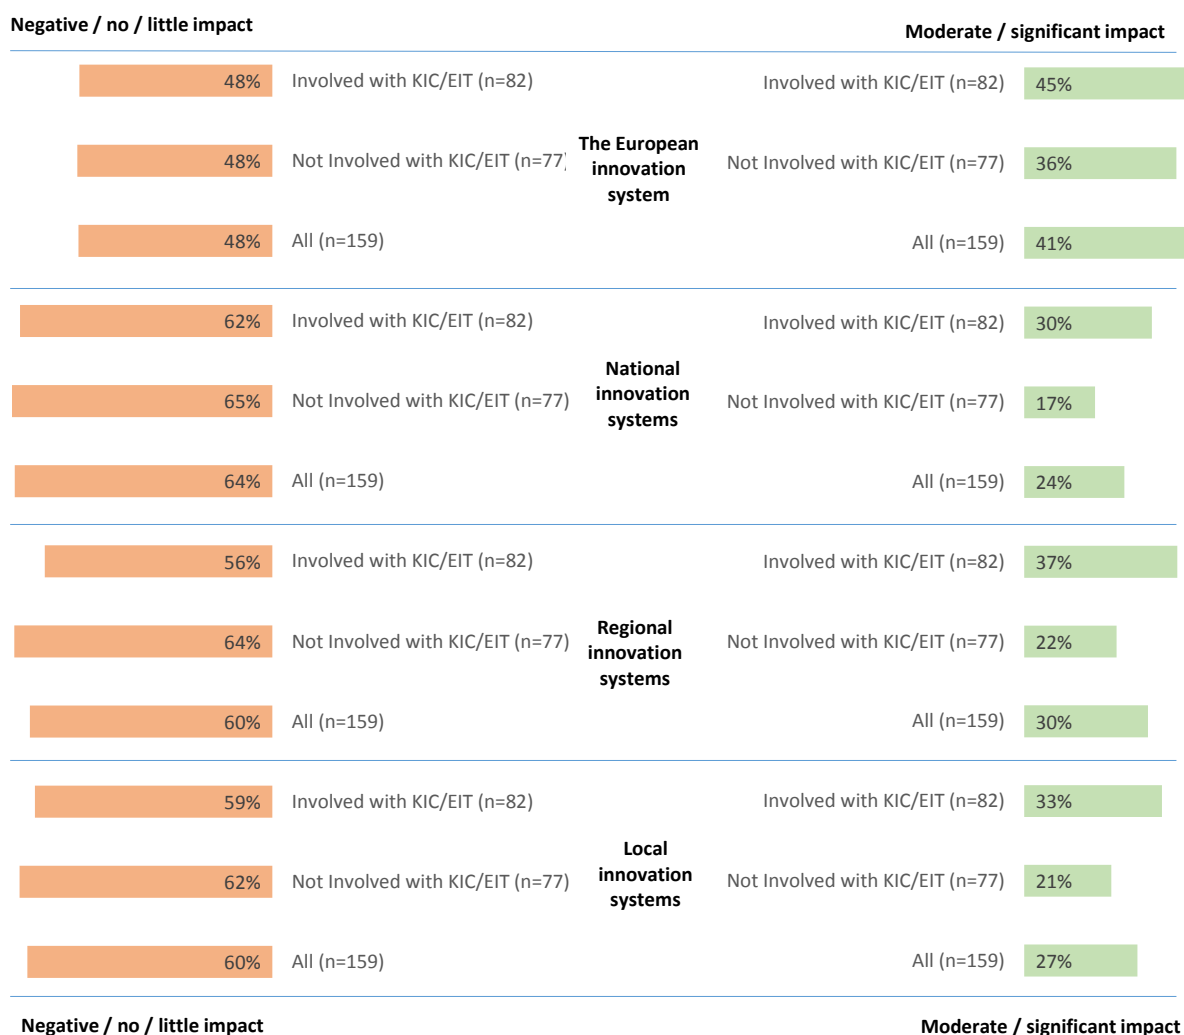 Negative / no / little impact
Moderate / significant impact
48% Involved with KIC/EIT (n=82) Involved with KIC/EIT (n=82) 45%
The European
48% Not Involved with KIC/EIT (n=77) innovation Not Involved with KIC/EIT (n=77) 36%
system
48% All (n=159) All (n=159) 41%
62% Involved with KIC/EIT (n=82) Involved with KIC/EIT (n=82) 30%
National
65% Not Involved with KIC/EIT (n=77) innovation Not Involved with KIC/EIT (n=77) 17%
systems
64% All (n=159) All (n=159) 24%
56% Involved with KIC/EIT (n=82) Involved with KIC/EIT (n=82) 37%
Regional
64% Not Involved with KIC/EIT (n=77) innovation Not Involved with KIC/EIT (n=77) 22%
systems
60% All (n=159) All (n=159) 30%
59% Involved with KIC/EIT (n=82) Involved with KIC/EIT (n=82) 33%
Local
62% Not Involved with KIC/EIT (n=77) innovation Not Involved with KIC/EIT (n=77) 21%
systems
60% All (n=159) All (n=159) 27%
Negative / no / little impact Moderate / significant impact